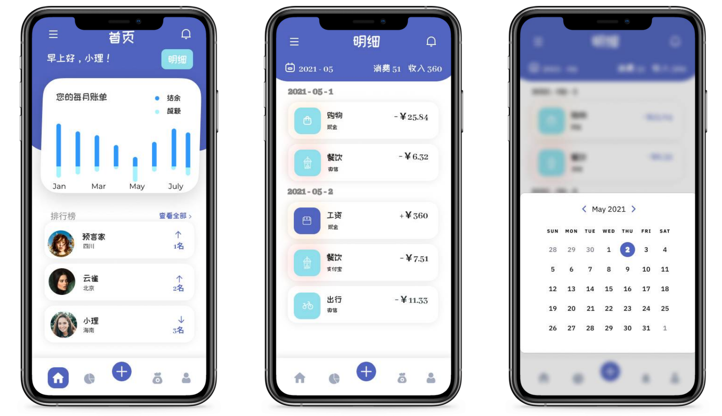 首页
早上好，小理！
明细
您的每月账单
结余
超额
Jan
Mar
May
July
排行榜
查看全部 >
预言家
四川
1名
云雀
北京
2名
小理
海南
5名
明细
2021 - 05
消费 51 收入 360
2021 - 05 - 1
购物
现金
-￥25.84
餐饮
微信
-￥6.32
2021 - 05 - 2
工资
现金
+￥360
餐饮
支付宝
-￥7.51
出行
微信
-￥11.33
May 2021
SUN MON TUE WED THU FRI SAT
28 29 30 1 2 3 4
5 6 7 8 9 10 11
12 13 14 15 16 17 18
19 20 21 22 23 24 25
26 27 28 29 30 31 1